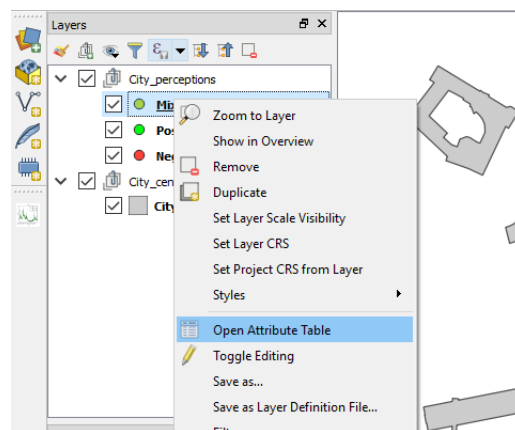 Layers
City_perceptions
Mix
Zoom to Layer
Show in Overview
Pos
Neg
Remove
City_cen
Duplicate
City
Set Layer Scale Visibility
Set Layer CRS
Set Project CRS from Layer
Styles
Open Attribute Table
Toggle Editing
Save as...
Save as Layer Definition File...